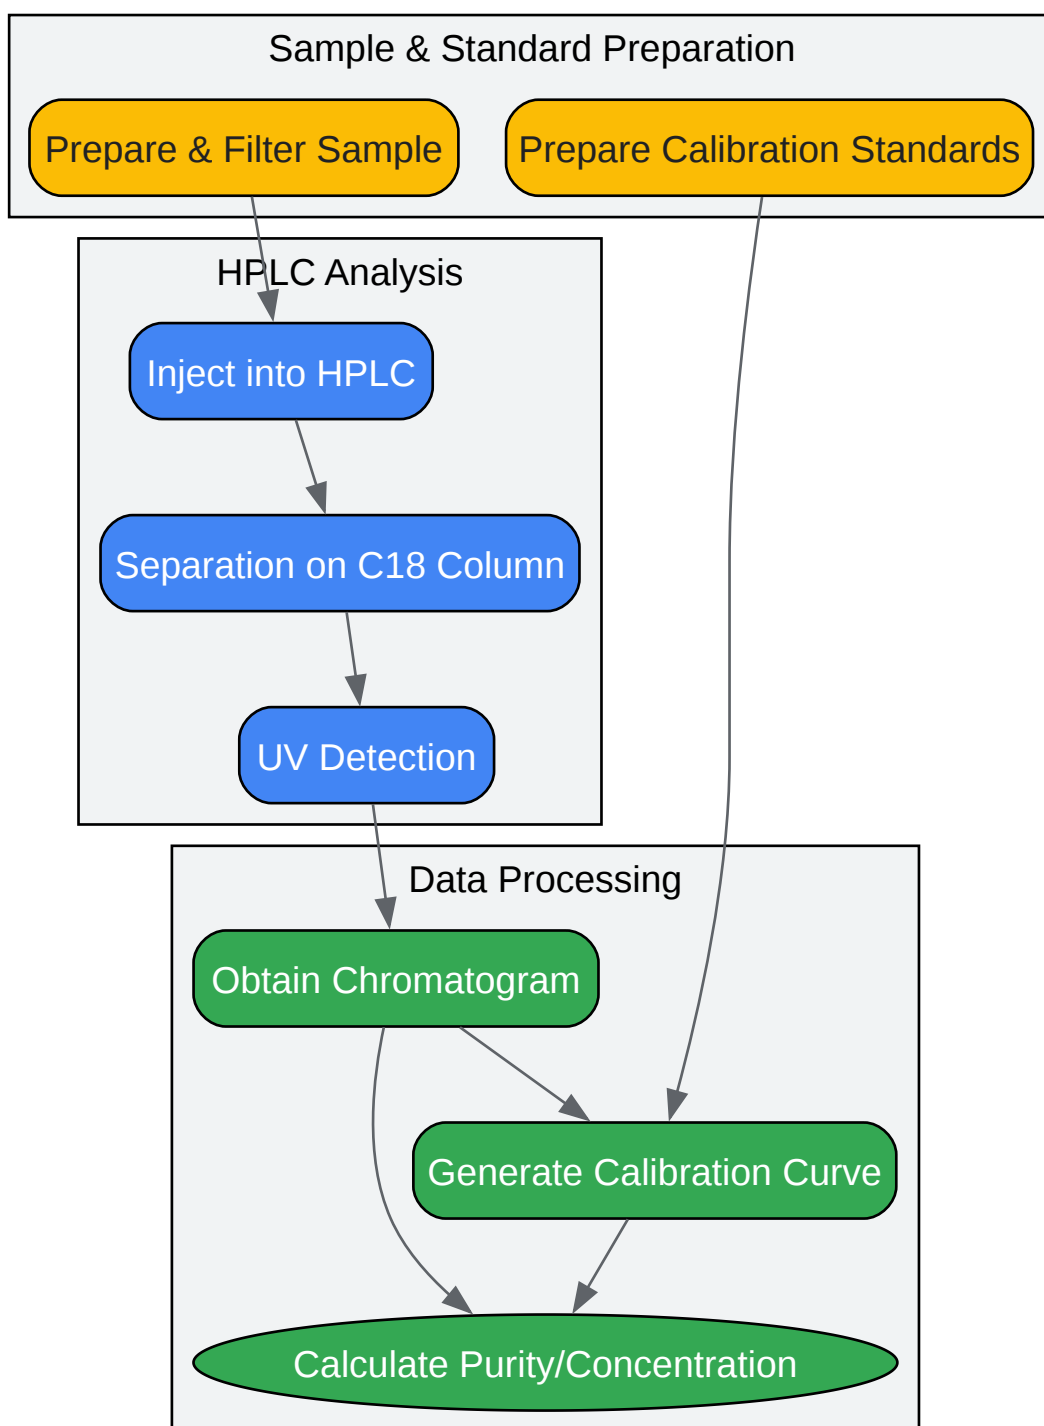 Sample & Standard Preparation
Prepare & Filter Sample
Prepare Calibration Standards
HPLC Analysis
Inject into HPLC
Separation on C18 Column
UV Detection
Data Processing
Obtain Chromatogram
Generate Calibration Curve
Calculate Purity/Concentration